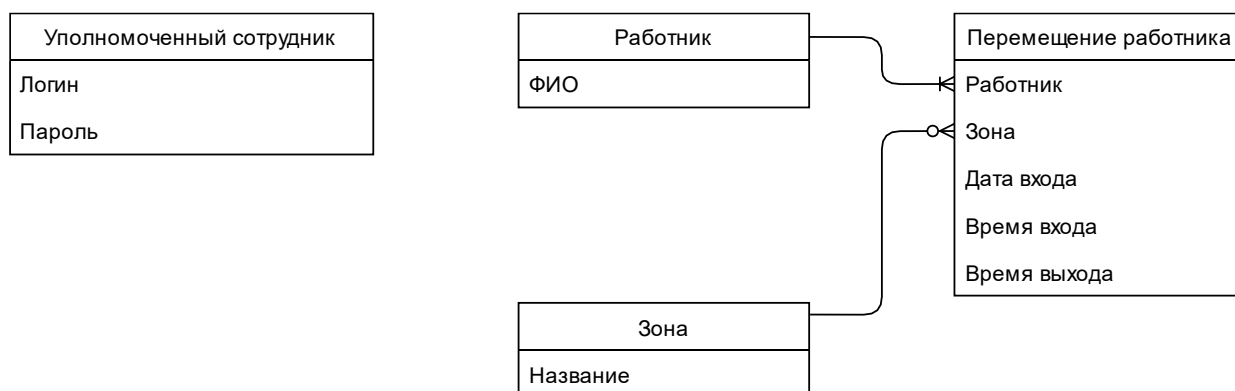 Уполномоченный сотрудник
Логин
Пароль
Работник
ФИО
Перемещение работника
Работник
Зона
Дата входа
Время входа
Время выхода
Зона
Название